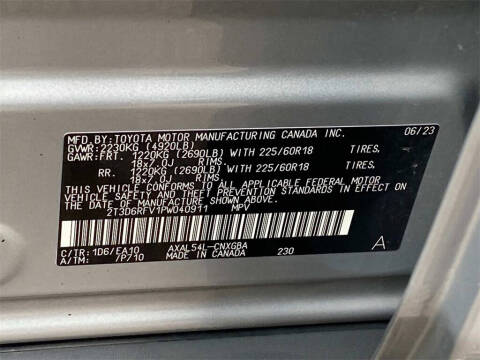 MFD. BY: TOYOTA MOTOR MANUFACTURING CANADA INC. 06/23
GVWR: 2230KG (4920LB)
GAWR: FRT. 1220KG (2690LB) WITH 225/60R18 TIRES.
18x7.0J RIMS.
RR. 1220KG (2690LB) WITH 225/60R18 TIRES.
18x7.0J RIMS.
THIS VEHICLE CONFORMS TO ALL APPLICABLE FEDERAL MOTOR
VEHICLE SAFETY AND THEFT PREVENTION STANDARDS IN EFFECT ON
THE DATE OF MANUFACTURE SHOWN ABOVE.
2T3D6RFV1PW040911 MPV
C/TR: 1D6/EA10 AXAL54L-CNXGBA 230 A
A/TM: 7P/10 MADE IN CANADA